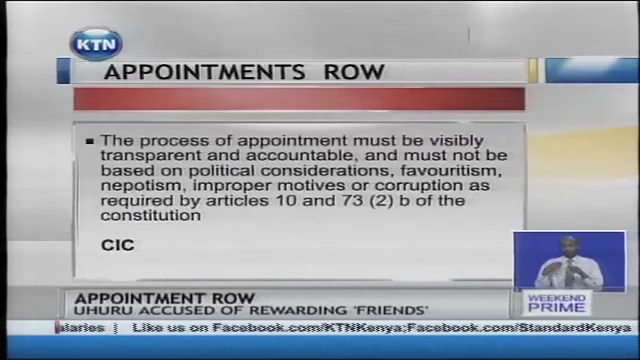 KTN
APPOINTMENTS ROW
The process of appointment must be visibly
transparent and accountable, and must not be
based on political considerations, favouritism,
nepotism, improper motives or corruption as
required by articles 10 and 73 (2) b of the
constitution
CIC
WEEKEND
PRIME
APPOINTMENT ROW
UHURU ACCUSED OF REWARDING 'FRIENDS'
alaries | Like us on Facebook.com/KTNKenya;Facebook.com/StandardKenya